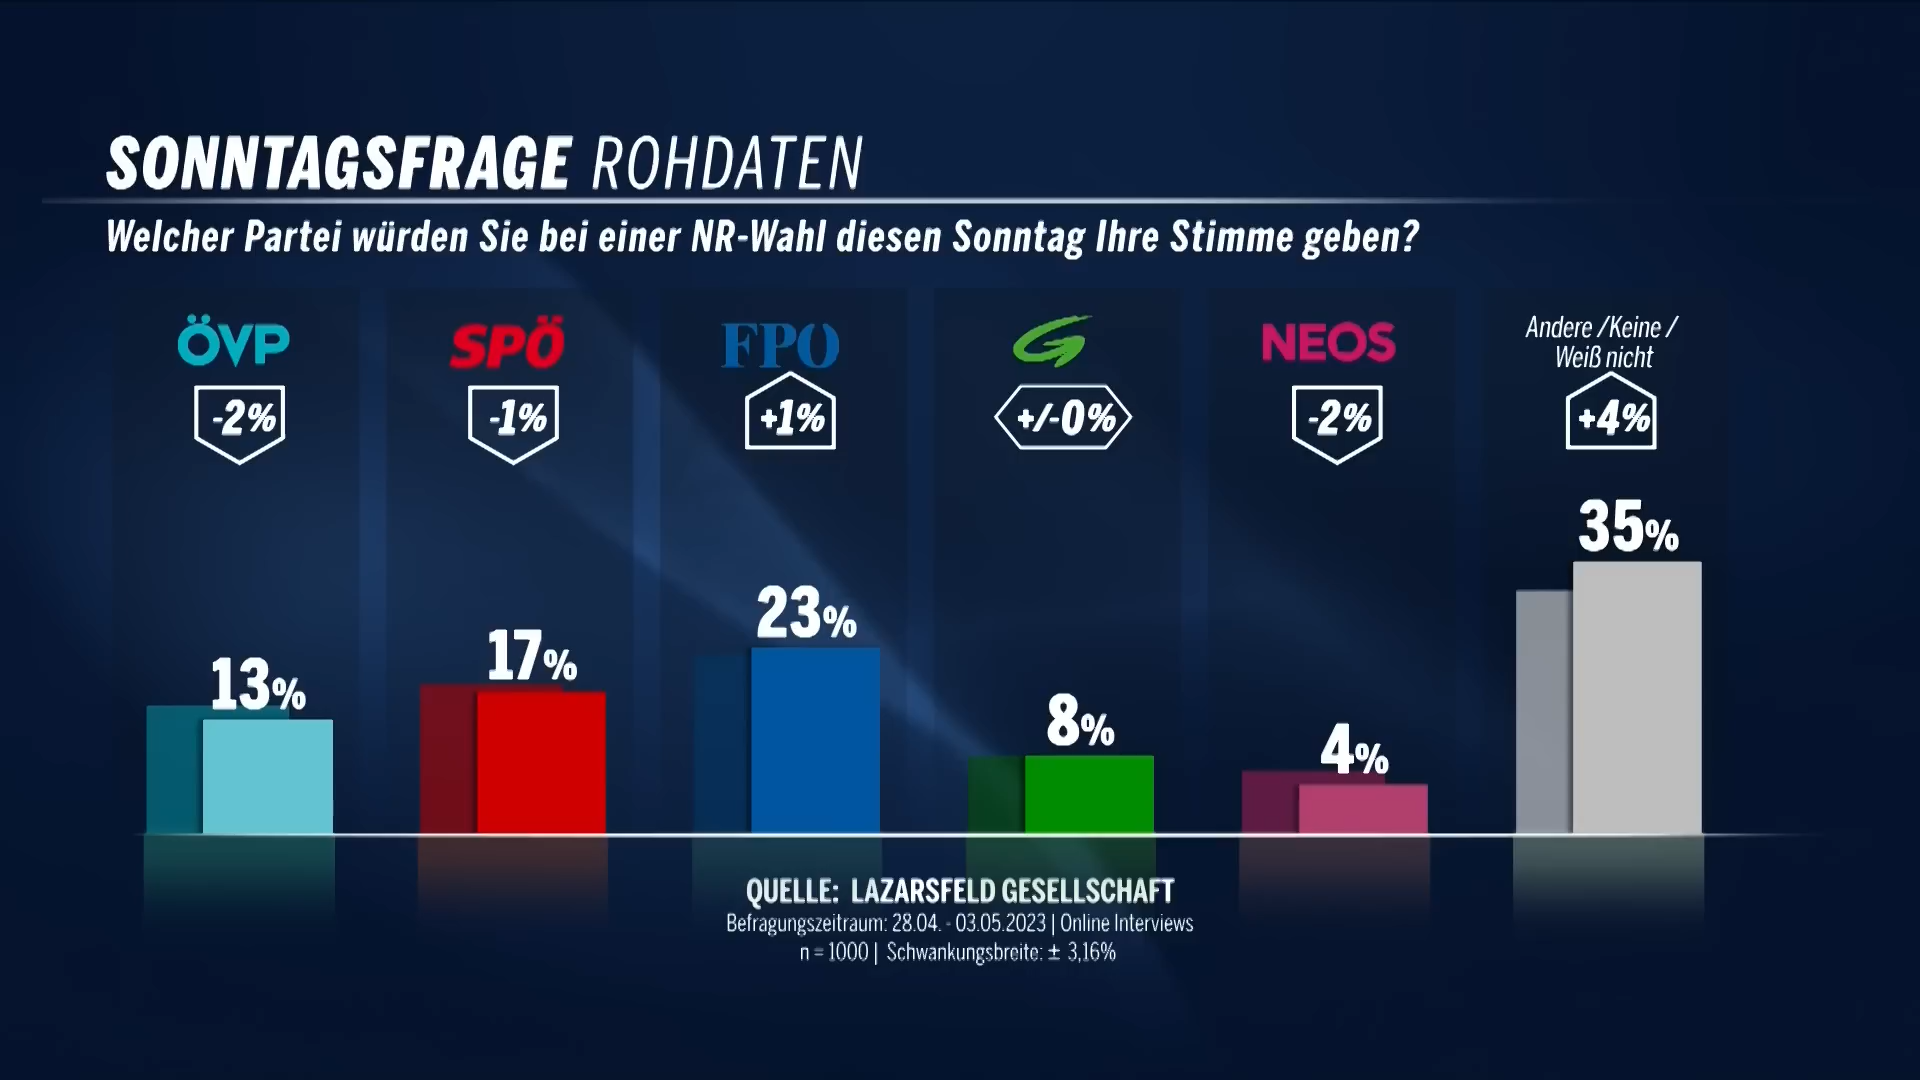 SONNTAGSFRAGE ROHDATEN
Welcher Partei würden Sie bei einer NR-Wahl diesen Sonntag Ihre Stimme geben?
ÖVP
SPÖ
FPÖ
G
NEOS
Andere /Keine /
Weiß nicht
-2%
-1%
+1%
+/-0%
-2%
+4%
13%
17%
23%
8%
4%
35%
QUELLE: LAZARSFELD GESELLSCHAFT
Befragungszeitraum: 28.04. - 03.05.2023 | Online Interviews
n = 1000 | Schwankungsbreite: ± 3,16%